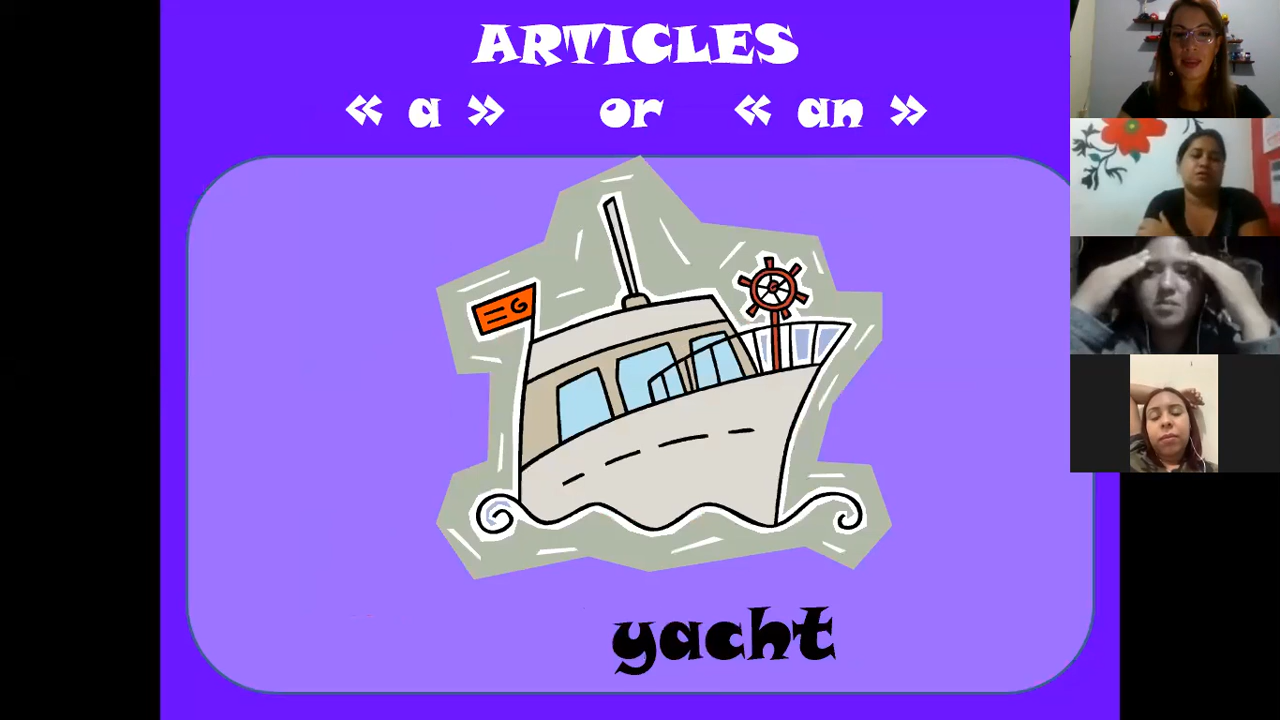 ARTICLES
« a » or « an »
G
yacht